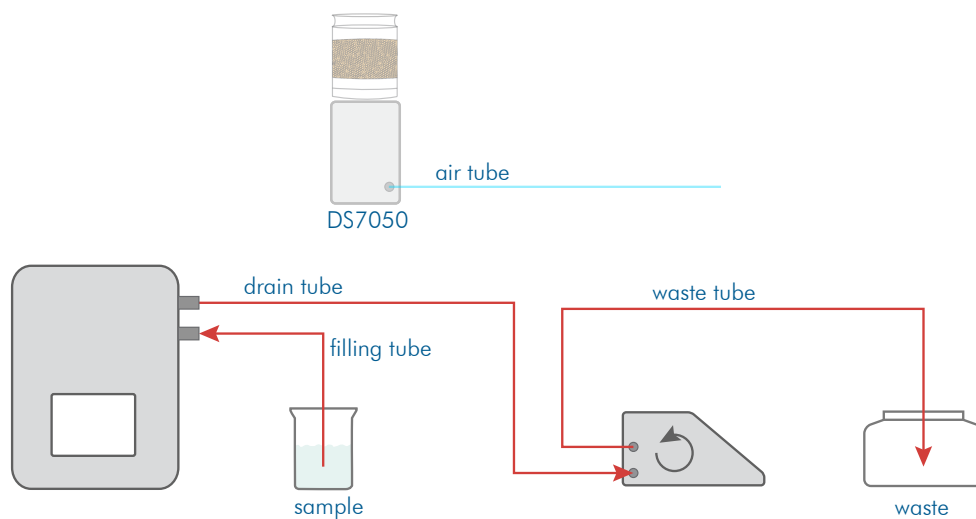 air tube
DS7050
drain tube
waste tube
filling tube
sample
waste